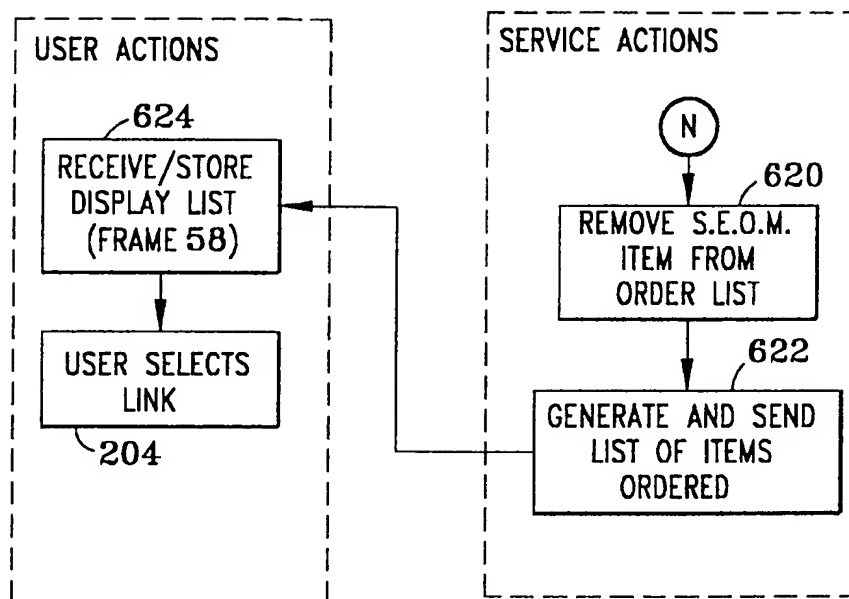 USER ACTIONS
624
RECEIVE/STORE
DISPLAY LIST
(FRAME 58)
USER SELECTS
LINK
204
SERVICE ACTIONS
N
620
REMOVE S.E.O.M.
ITEM FROM
ORDER LIST
622
GENERATE AND SEND
LIST OF ITEMS
ORDERED